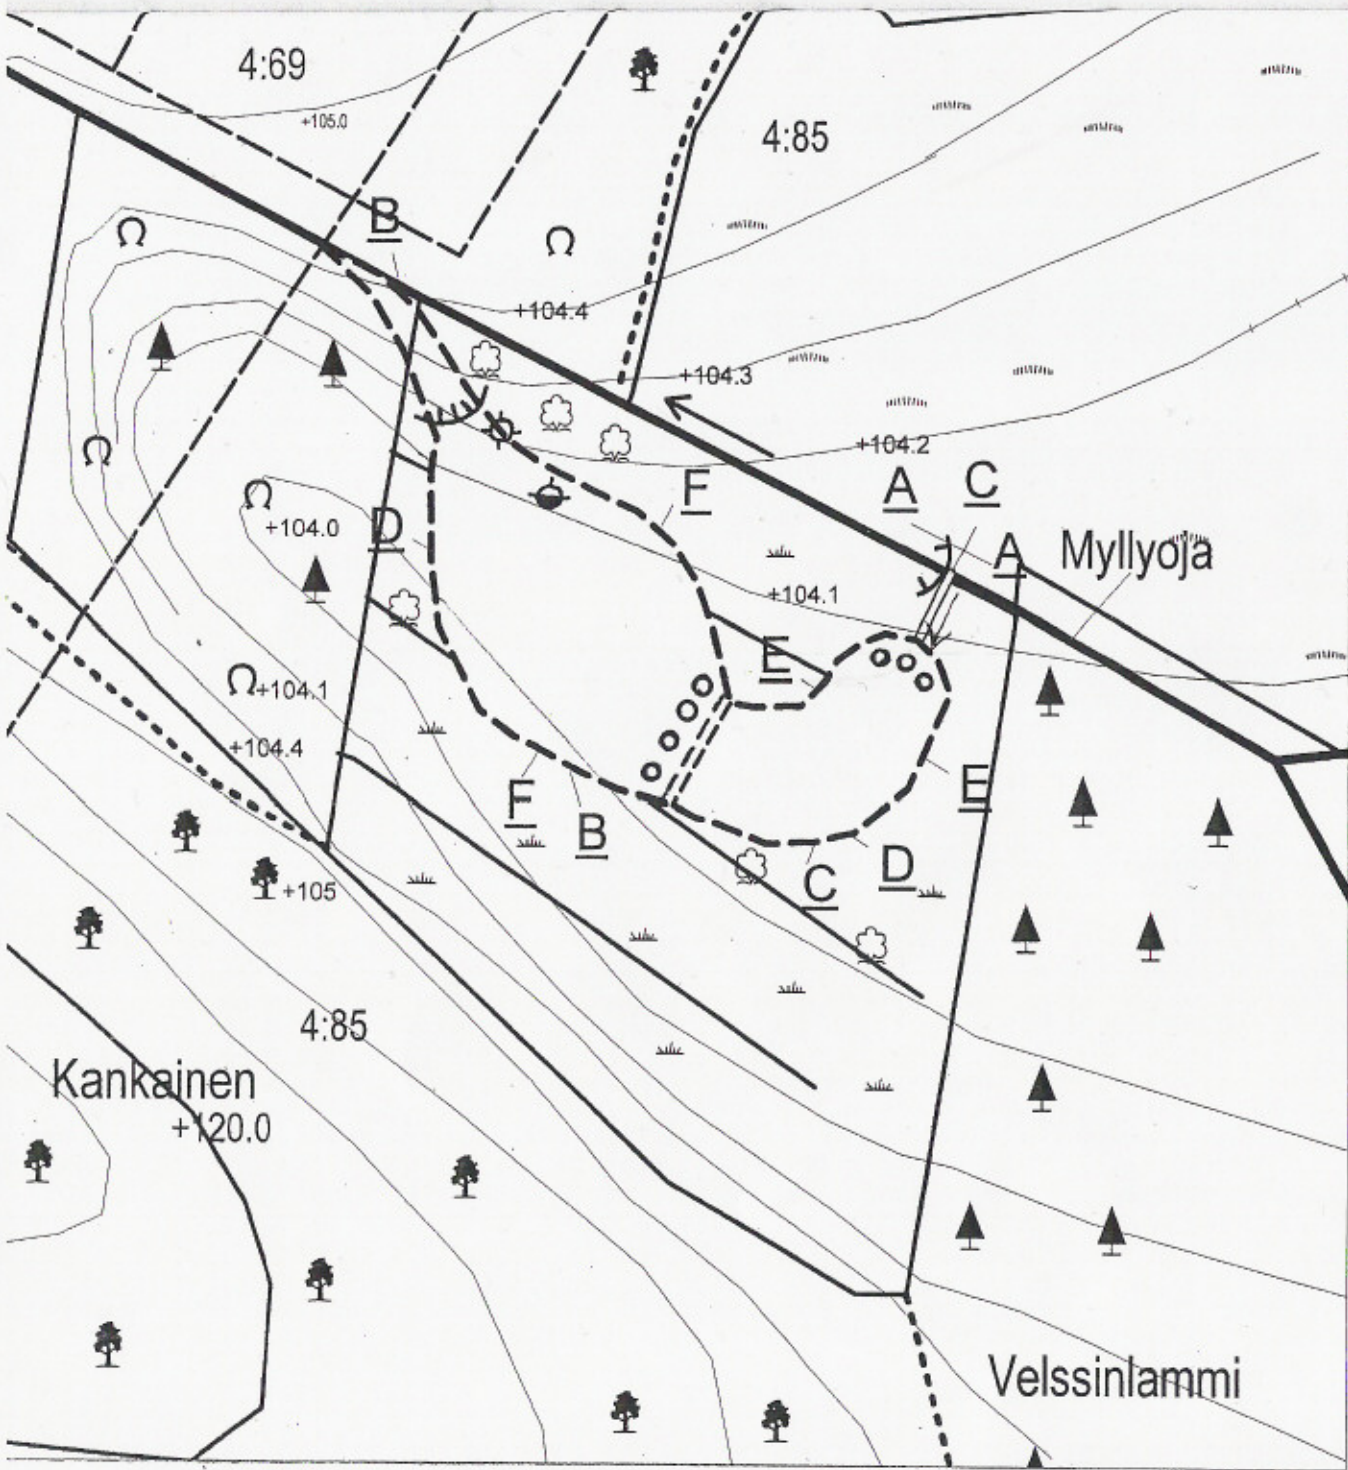 4:69
+105.0
4:85
B
+104.4
+104.3
+104.2
F
A
C
+104.0
D
A
Myllyoja
+104.1
E
+104.1
+104.4
F
B
E
D
C
+105
4:85
Kankainen
+120.0
Velssinlammi